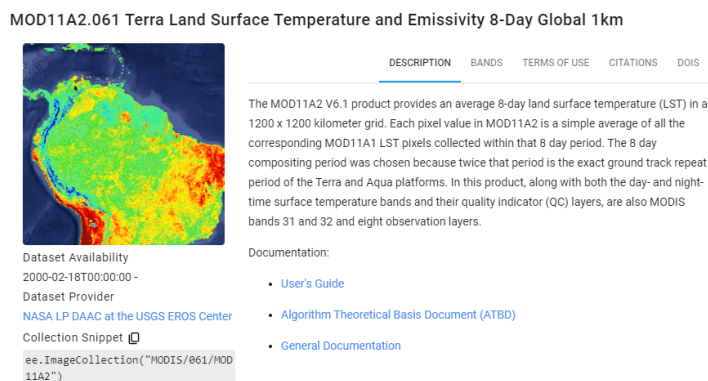 MOD11A2.061 Terra Land Surface Temperature and Emissivity 8-Day Global 1km
DESCRIPTION BANDS TERMS OF USE CITATIONS DOIS
The MOD11A2 V6.1 product provides an average 8-day land surface temperature (LST) in a
1200 x 1200 kilometer grid. Each pixel value in MOD11A2 is a simple average of all the
corresponding MOD11A1 LST pixels collected within that 8 day period. The 8 day
compositing period was chosen because twice that period is the exact ground track repeat
period of the Terra and Aqua platforms. In this product, along with both the day- and night-
time surface temperature bands and their quality indicator (QC) layers, are also MODIS
bands 31 and 32 and eight observation layers.
Documentation:
• User's Guide
• Algorithm Theoretical Basis Document (ATBD)
• General Documentation
Dataset Availability
2000-02-18T00:00:00 -
Dataset Provider
NASA LP DAAC at the USGS EROS Center
Collection Snippet
ee.ImageCollection("MODIS/061/MOD
11A2")